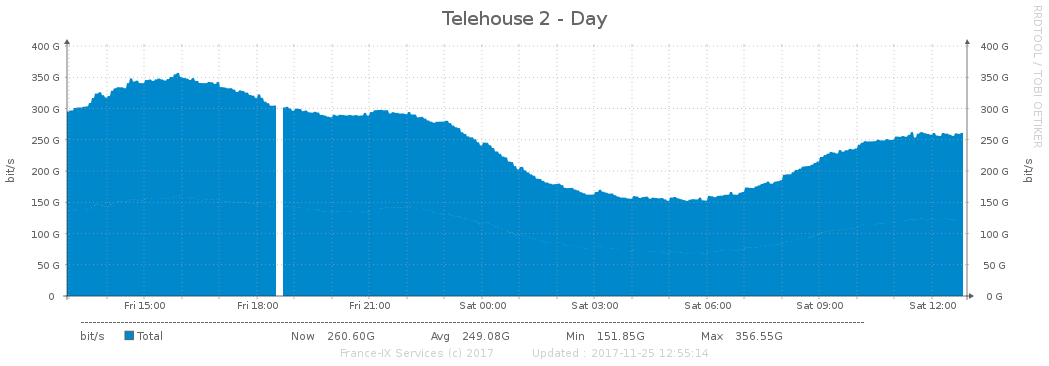 Telehouse 2 - Day
RRDTOOL / TOBI OETIKER
bit/s
400 G 400 G
350 G 350 G
300 G 300 G
250 G 250 G
200 G 200 G
150 G 150 G
100 G 100 G
50 G 50 G
0 0 G
bit/s
Fri 15:00 Fri 18:00 Fri 21:00 Sat 00:00 Sat 03:00 Sat 06:00 Sat 09:00 Sat 12:00
bit/s Total Now 260.60G Avg 249.08G Min 151.85G Max 356.55G
France-IX Services (c) 2017 Updated : 2017-11-25 12:55:14